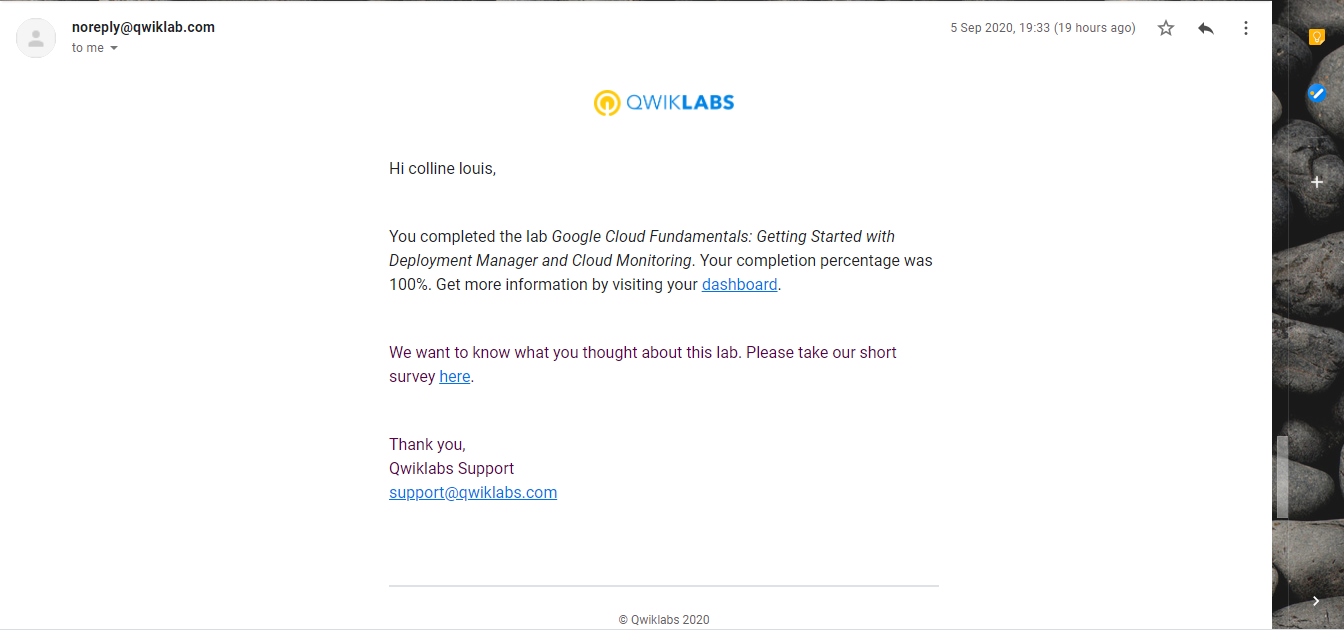 noreply@qwiklab.com
5 Sep 2020, 19:33 (19 hours ago)
to me
QWIKLABS
Hi colline louis,
You completed the lab Google Cloud Fundamentals: Getting Started with
Deployment Manager and Cloud Monitoring. Your completion percentage was
100%. Get more information by visiting your dashboard.
We want to know what you thought about this lab. Please take our short
survey here.
Thank you,
Qwiklabs Support
support@qwiklabs.com
© Qwiklabs 2020